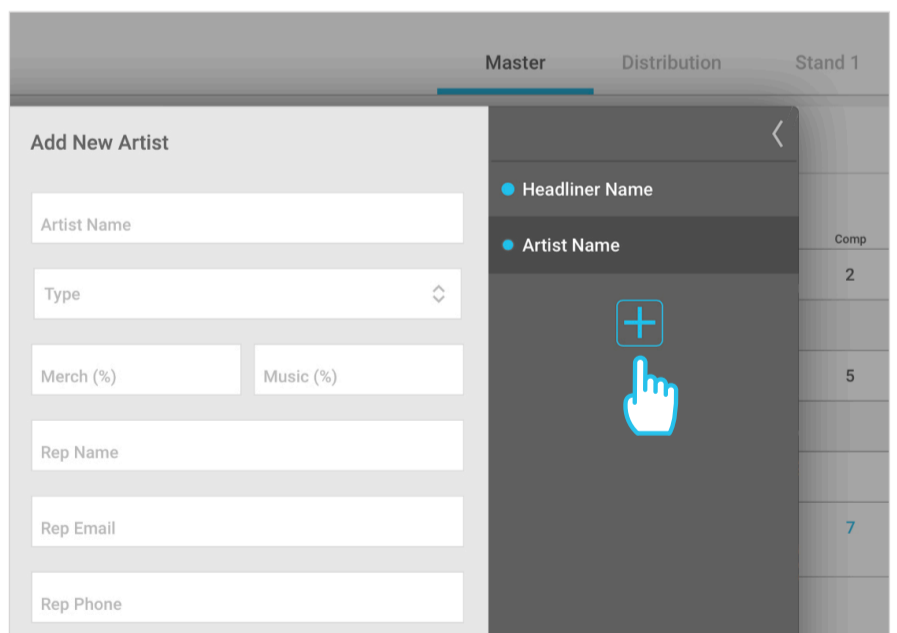 Master Distribution Stand 1
Add New Artist
Artist Name
Type
Merch (%) Music (%)
Rep Name
Rep Email
Rep Phone
Headliner Name
Artist Name
Comp
2
5
7